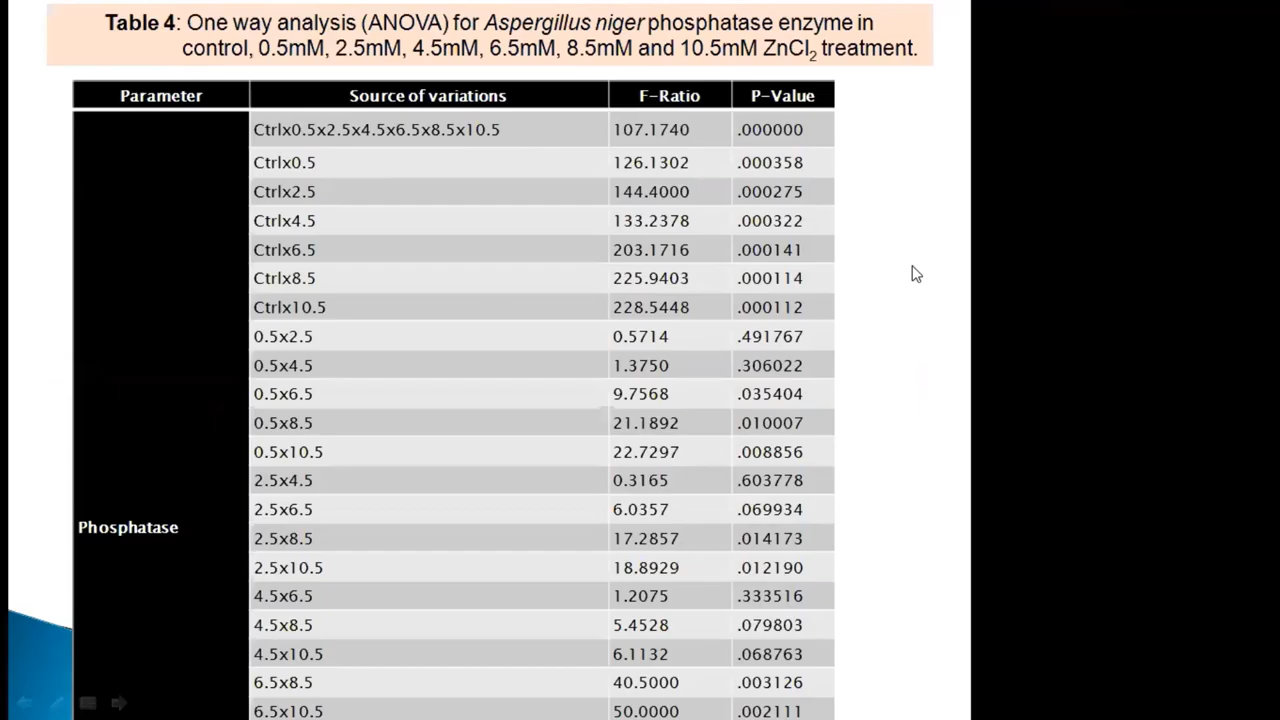 Table 4: One way analysis (ANOVA) for Aspergillus niger phosphatase enzyme in
control, 0.5mM, 2.5mM, 4.5mM, 6.5mM, 8.5mM and 10.5mM ZnCl2 treatment.
Parameter Source of variations F-Ratio P-Value
Ctrlx0.5x2.5x4.5x6.5x8.5x10.5 107.1740 .000000
Ctrlx0.5 126.1302 .000358
Ctrlx2.5 144.4000 .000275
Ctrlx4.5 133.2378 .000322
Ctrlx6.5 203.1716 .000141
Ctrlx8.5 225.9403 .000114
Ctrlx10.5 228.5448 .000112
0.5x2.5 0.5714 .491767
0.5x4.5 1.3750 .306022
0.5x6.5 9.7568 .035404
0.5x8.5 21.1892 .010007
0.5x10.5 22.7297 .008856
2.5x4.5 0.3165 .603778
2.5x6.5 6.0357 .069934
Phosphatase
2.5x8.5 17.2857 .014173
2.5x10.5 18.8929 .012190
4.5x6.5 1.2075 .333516
4.5x8.5 5.4528 .079803
4.5x10.5 6.1132 .068763
6.5x8.5 40.5000 .003126
6.5x10.5 50.0000 .002111